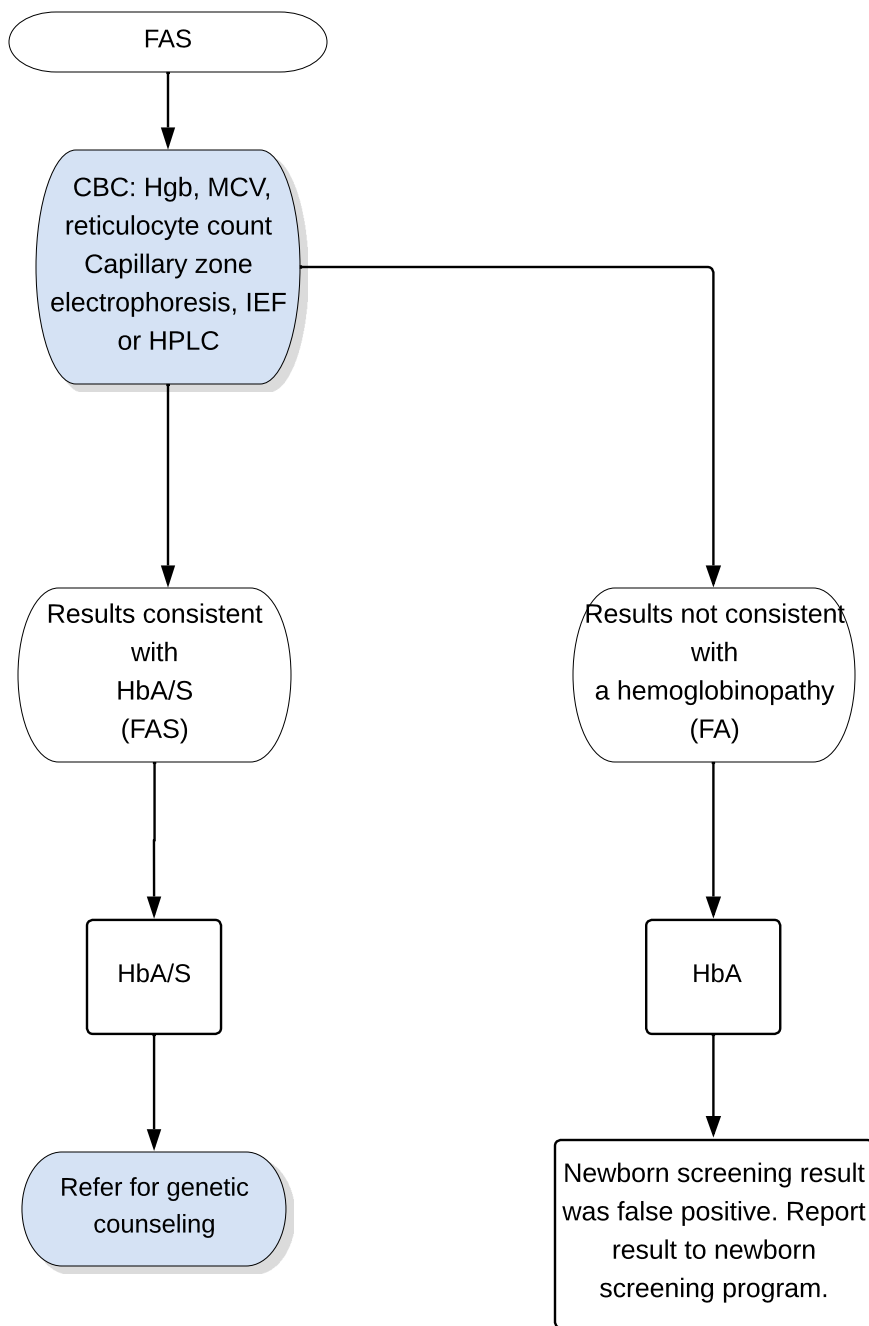 FAS
CBC: Hgb, MCV,
reticulocyte count
Capillary zone
electrophoresis, IEF
or HPLC
Results consistent
with
HbA/S
(FAS)
Results not consistent
with
a hemoglobinopathy
(FA)
HbA/S
HbA
Refer for genetic
counseling
Newborn screening result
was false positive. Report
result to newborn
screening program.